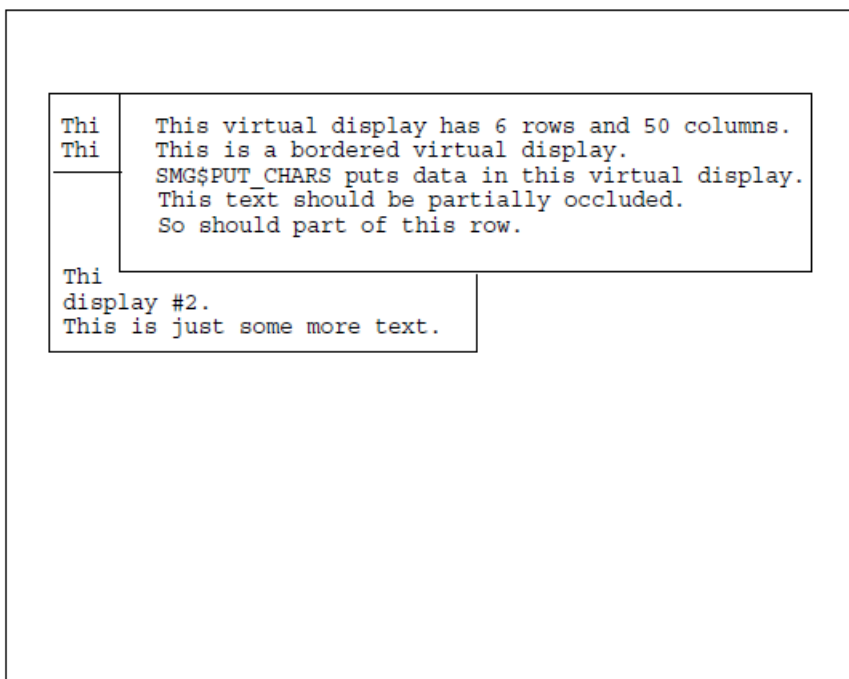 Thi This virtual display has 6 rows and 50 columns.
Thi This is a bordered virtual display.
SMG$PUT_CHARS puts data in this virtual display.
This text should be partially occluded.
So should part of this row.
Thi
display #2.
This is just some more text.